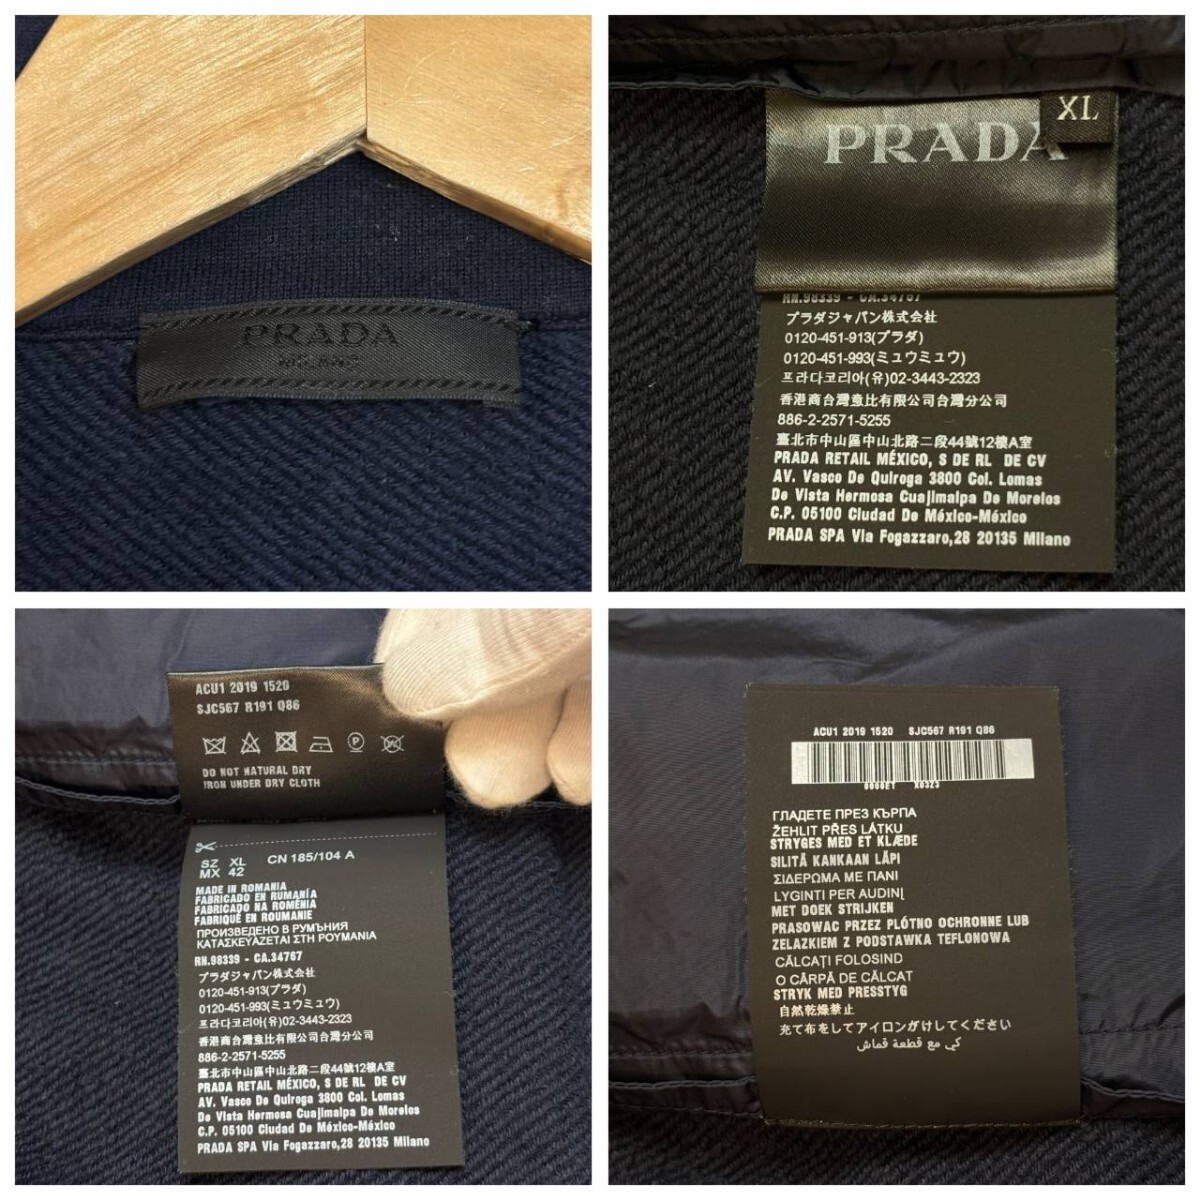 PRADA
MILANO
PRADA
XL
RN.98339 - CA.34767
プラダジャパン株式会社
0120-451-913(プラダ)
0120-451-993(ミュウミュウ)
프라다코리아(유)02-3443-2323
香港商台灣意比有限公司台灣分公司
886-2-2571-5255
臺北市中山區中山北路二段44號12樓A室
PRADA RETAIL MÉXICO, S DE RL DE CV
AV. Vasco De Quiroga 3800 Col. Lomas
De Vista Hermosa Cuajimalpa De Morelos
C.P. 05100 Ciudad De México-México
PRADA SPA Via Fogazzaro,28 20135 Milano
ACU1 2019 1520
SJC567 R191 Q86
DO NOT NATURAL DRY
IRON UNDER DRY CLOTH
SZ XL CN 185/104 A
MX 42
MADE IN ROMANIA
FABRICADO EN RUMANÍA
FABRICADO NA ROMÉNIA
FABRIQUÉ EN ROUMANIE
ПРОИЗВЕДЕНО В РУМЪНИЯ
ΚΑΤΑΣΚΕΥΑΖΕΤΑΙ ΣΤΗ ΡΟΥΜΑΝΙΑ
RN.98339 - CA.34767
プラダジャパン株式会社
0120-451-913(プラダ)
0120-451-993(ミュウミュウ)
프라다코리아(유)02-3443-2323
香港商台灣意比有限公司台灣分公司
886-2-2571-5255
臺北市中山區中山北路二段44號12樓A室
PRADA RETAIL MÉXICO, S DE RL DE CV
AV. Vasco De Quiroga 3800 Col. Lomas
De Vista Hermosa Cuajimalpa De Morelos
C.P. 05100 Ciudad De México-México
PRADA SPA Via Fogazzaro,28 20135 Milano
ACU1 2019 1520 SJC567 R191 Q86
0000ET X0323
ГЛАДЕТЕ ПРЕЗ КЪРПА
ŽEHLIT PŘES LÁTKU
STRYGES MED ET KLÆDE
SILITÄ KANKAAN LÄPI
ΣΙΔΕΡΩΜΑ ΜΕ ΠΑΝΙ
LYGINTI PER AUDINĮ
MET DOEK STRIJKEN
PRASOWAC PRZEZ PLÓTNO OCHRONNE LUB
ZELAZKIEM Z PODSTAWKA TEFLONOWA
CĂLCAȚI FOLOSIND
O CÂRPĂ DE CĂLCAT
STRYK MED PRESSTYG
自然乾燥禁止
充て布をしてアイロンがけしてください
كي مع قطعة قماش